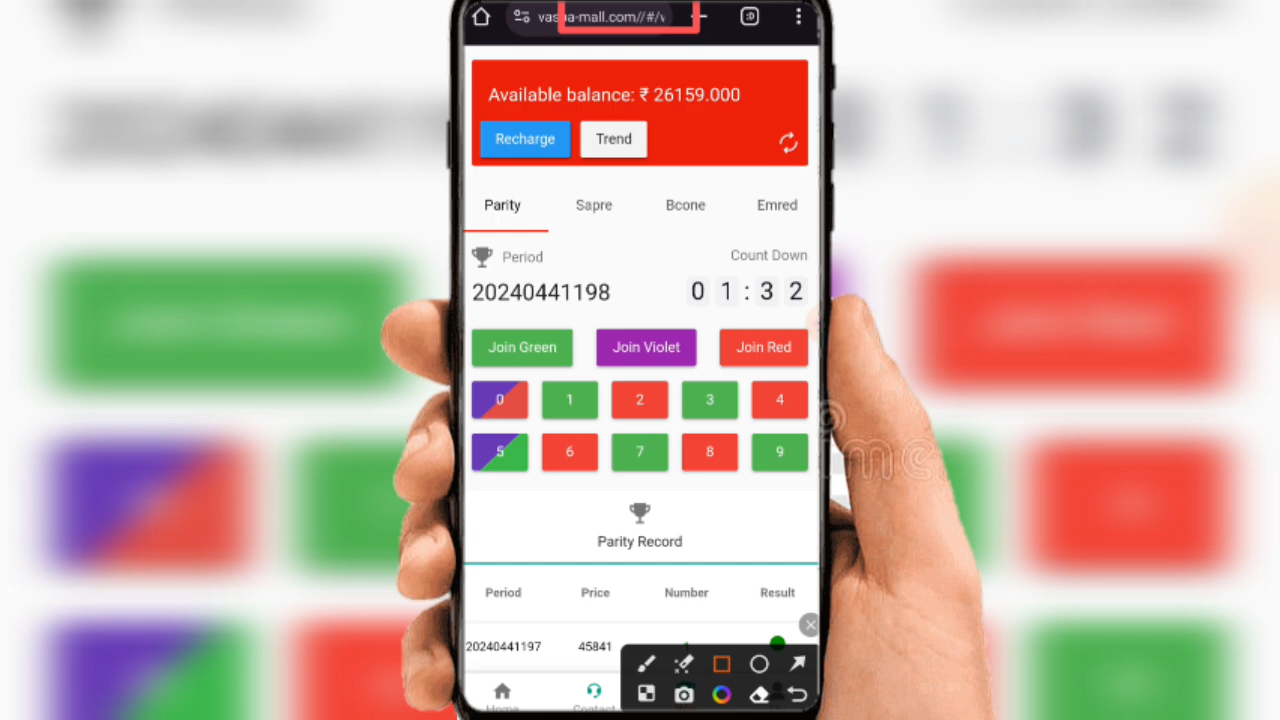 -mall.com//#/
:D
Available balance: ₹ 26159.000
Recharge
Trend
Parity
Sapre
Bcone
Emred
Period
Count Down
20240441198
0 1 : 3 2
Join Green
Join Violet
Join Red
0
1
2
3
4
5
6
7
8
9
Parity Record
Period
Price
Number
Result
20240441197
45841
Home
Contact